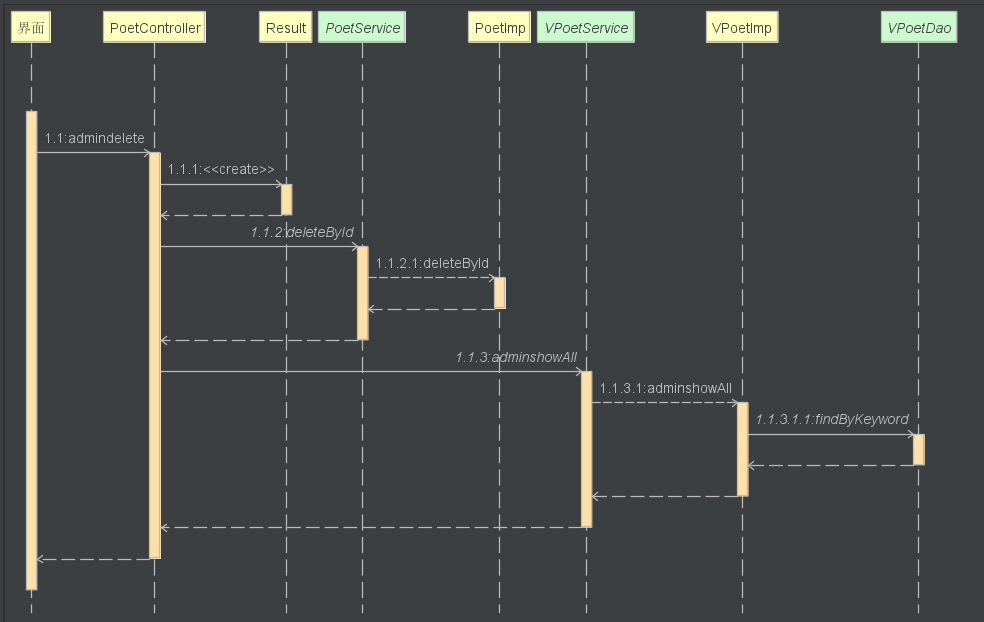 界面
PoetController
Result
PoetService
PoetImp
VPoetService
VPoetImp
VPoetDao
1.1:admindelete
1.1.1:<<create>>
1.1.2:deleteById
1.1.2.1:deleteById
1.1.3:adminshowAll
1.1.3.1:adminshowAll
1.1.3.1.1:findByKeyword